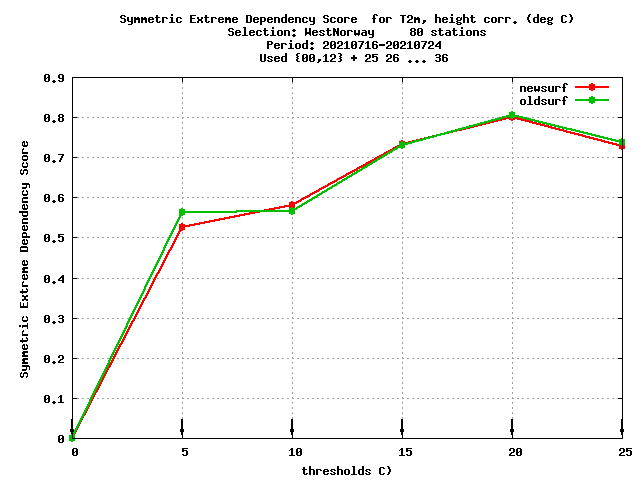 Symmetric Extreme Dependency Score  for T2m, height corr. (deg C)
Selection: WestNorway     80 stations
Period: 20210716-20210724
Used {00,12} + 25 26 ... 36
newsurf
oldsurf
Symmetric Extreme Dependency Score
0.9
0.8
0.7
0.6
0.5
0.4
0.3
0.2
0.1
0
0 5 10 15 20 25
thresholds C)